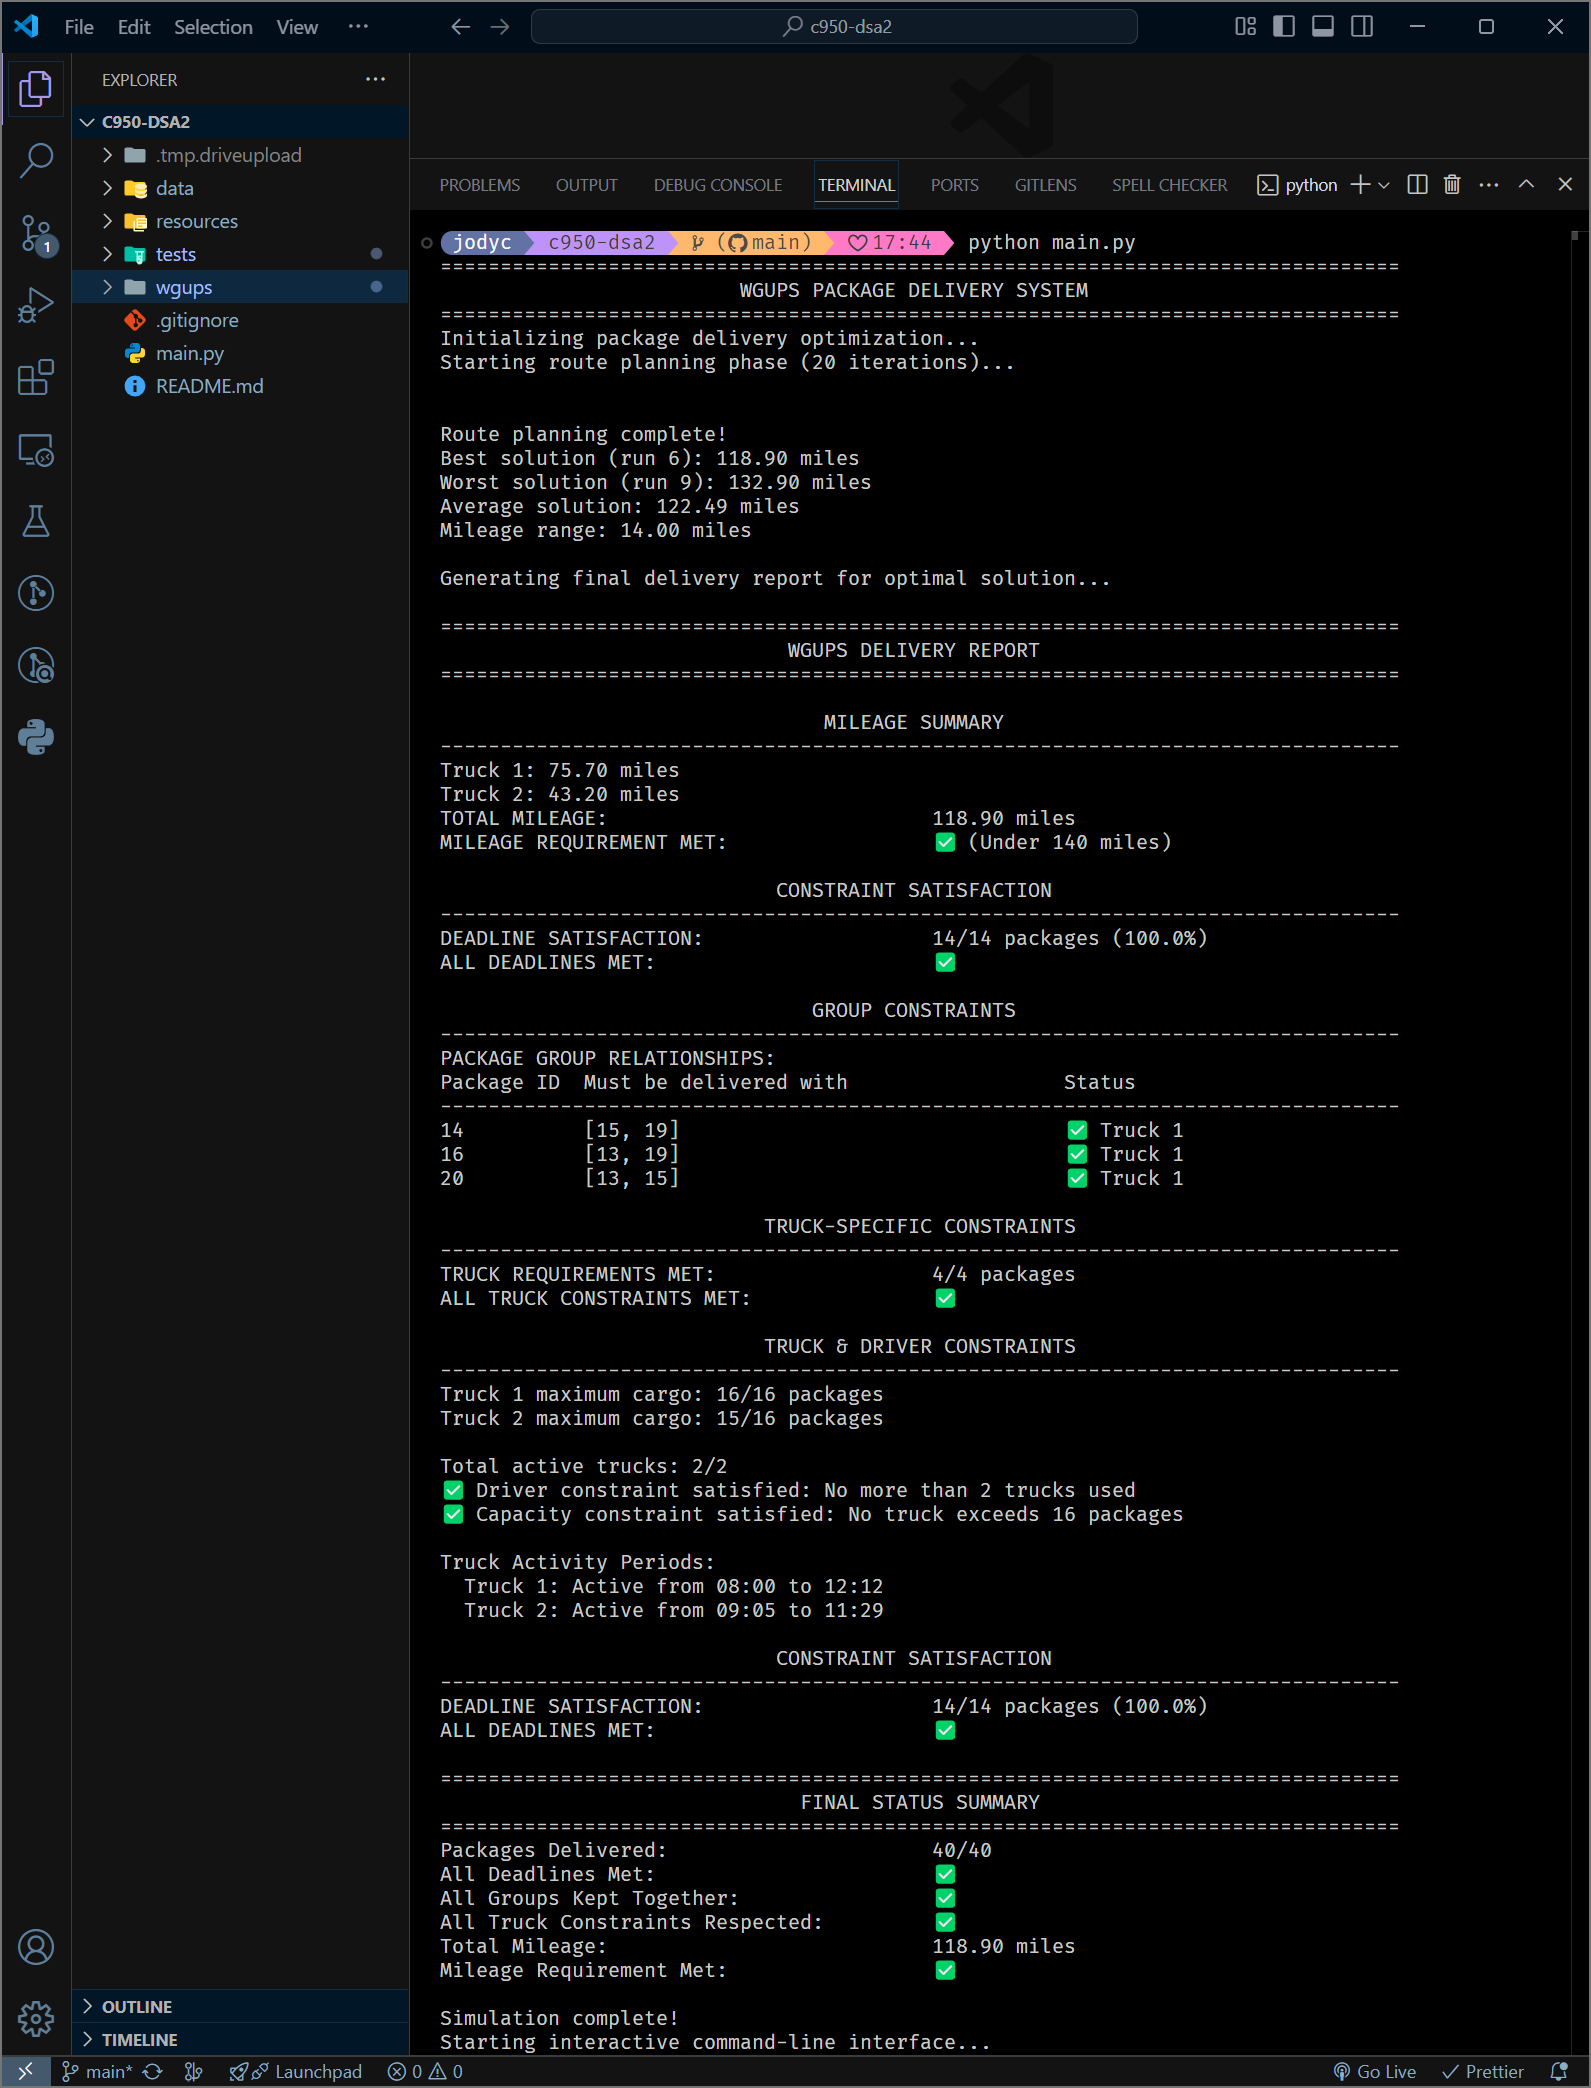 File Edit Selection View ··· c950-dsa2
EXPLORER ···
C950-DSA2
.tmp.driveupload
data
resources
tests
wgups
.gitignore
main.py
README.md
OUTLINE
TIMELINE
1
PROBLEMS OUTPUT DEBUG CONSOLE TERMINAL PORTS GITLENS SPELL CHECKER python
jodyc c950-dsa2 (main) 17:44 python main.py
================================================================================
WGUPS PACKAGE DELIVERY SYSTEM
================================================================================
Initializing package delivery optimization...
Starting route planning phase (20 iterations)...
Route planning complete!
Best solution (run 6): 118.90 miles
Worst solution (run 9): 132.90 miles
Average solution: 122.49 miles
Mileage range: 14.00 miles
Generating final delivery report for optimal solution...
================================================================================
WGUPS DELIVERY REPORT
================================================================================
MILEAGE SUMMARY
--------------------------------------------------------------------------------
Truck 1: 75.70 miles
Truck 2: 43.20 miles
TOTAL MILEAGE: 118.90 miles
MILEAGE REQUIREMENT MET: ✅ (Under 140 miles)
CONSTRAINT SATISFACTION
--------------------------------------------------------------------------------
DEADLINE SATISFACTION: 14/14 packages (100.0%)
ALL DEADLINES MET: ✅
GROUP CONSTRAINTS
--------------------------------------------------------------------------------
PACKAGE GROUP RELATIONSHIPS:
Package ID Must be delivered with Status
--------------------------------------------------------------------------------
14 [15, 19] ✅ Truck 1
16 [13, 19] ✅ Truck 1
20 [13, 15] ✅ Truck 1
TRUCK-SPECIFIC CONSTRAINTS
--------------------------------------------------------------------------------
TRUCK REQUIREMENTS MET: 4/4 packages
ALL TRUCK CONSTRAINTS MET: ✅
TRUCK & DRIVER CONSTRAINTS
--------------------------------------------------------------------------------
Truck 1 maximum cargo: 16/16 packages
Truck 2 maximum cargo: 15/16 packages
Total active trucks: 2/2
✅ Driver constraint satisfied: No more than 2 trucks used
✅ Capacity constraint satisfied: No truck exceeds 16 packages
Truck Activity Periods:
Truck 1: Active from 08:00 to 12:12
Truck 2: Active from 09:05 to 11:29
CONSTRAINT SATISFACTION
--------------------------------------------------------------------------------
DEADLINE SATISFACTION: 14/14 packages (100.0%)
ALL DEADLINES MET: ✅
================================================================================
FINAL STATUS SUMMARY
================================================================================
Packages Delivered: 40/40
All Deadlines Met: ✅
All Groups Kept Together: ✅
All Truck Constraints Respected: ✅
Total Mileage: 118.90 miles
Mileage Requirement Met: ✅
Simulation complete!
Starting interactive command-line interface...
main* Launchpad 0 0 Go Live Prettier